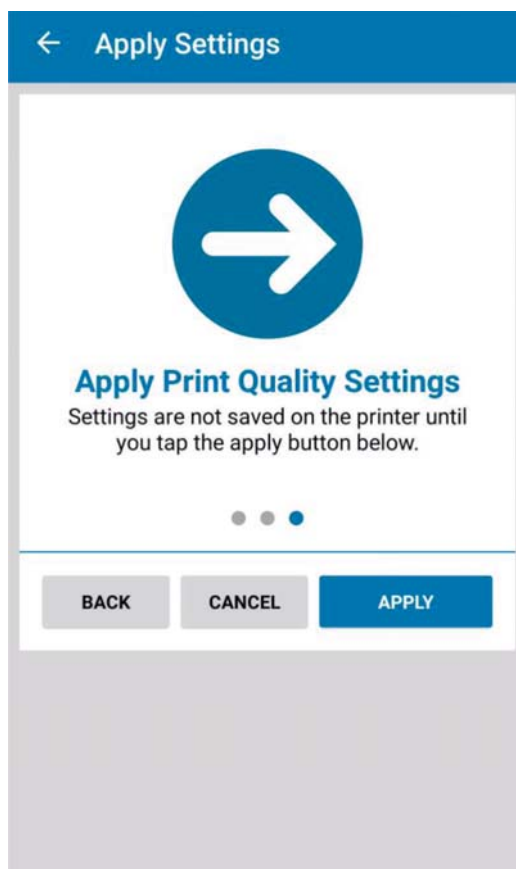 Apply Settings
Apply Print Quality Settings
Settings are not saved on the printer until
you tap the apply button below.
BACK CANCEL APPLY